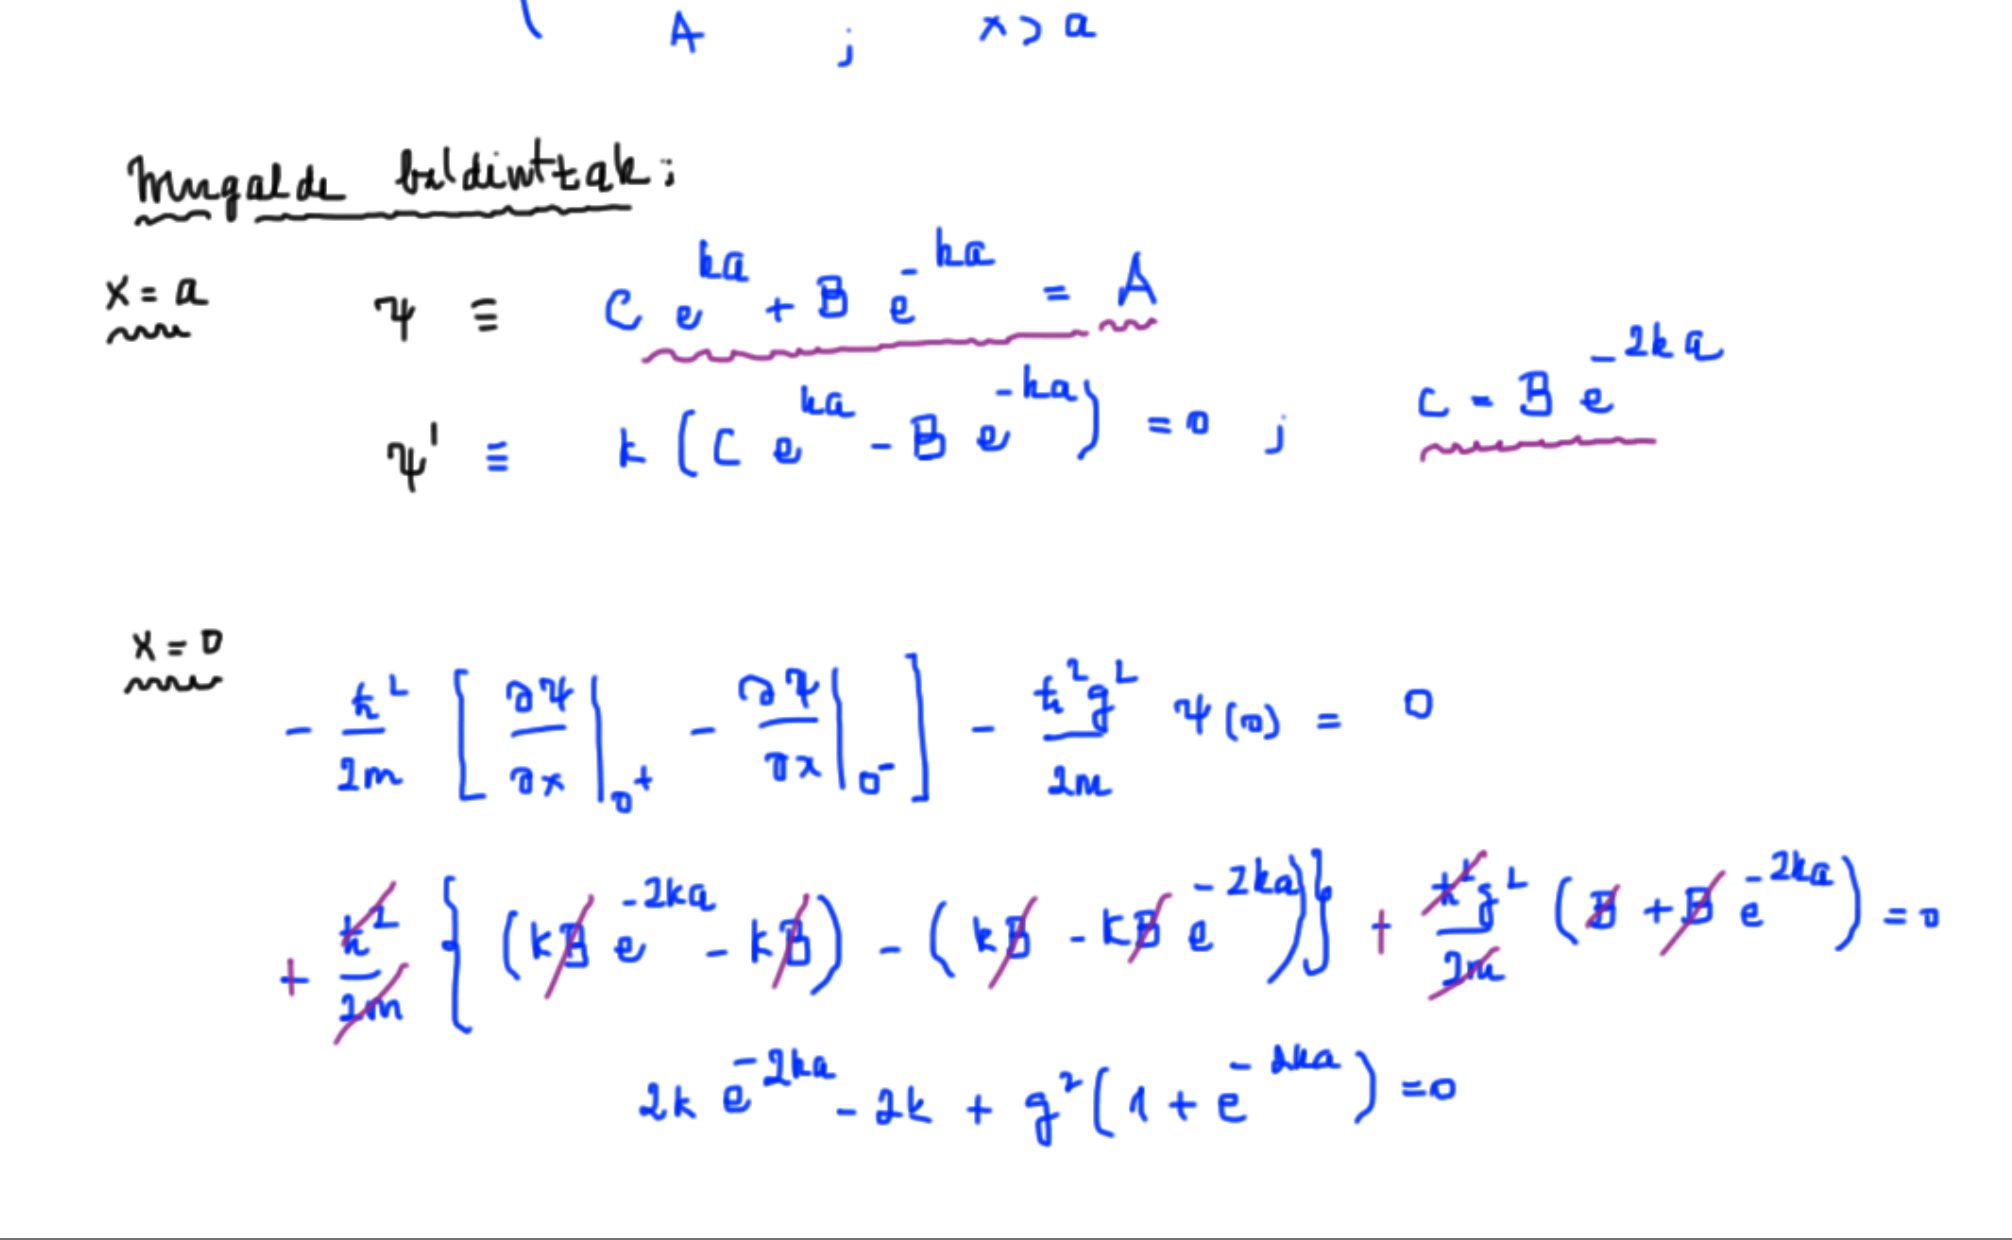 A ; x > a
Mugalde baldintzak:
x = a ψ ≡ C e^{ka} + B e^{-ka} = A
ψ' ≡ k ( C e^{ka} - B e^{-ka} ) = 0 ; C = B e^{-2ka}
x = 0
- ħ²/2m [ ∂ψ/∂x |_{0⁺} - ∂ψ/∂x |_{0⁻} ] - ħ²g²/2m ψ(0) = 0
+ ħ²/2m { (kB e^{-2ka} - kB) - (kB - kB e^{-2ka}) } + ħ²g²/2m (B + B e^{-2ka}) = 0
2k e^{-2ka} - 2k + g² (1 + e^{-2ka}) = 0